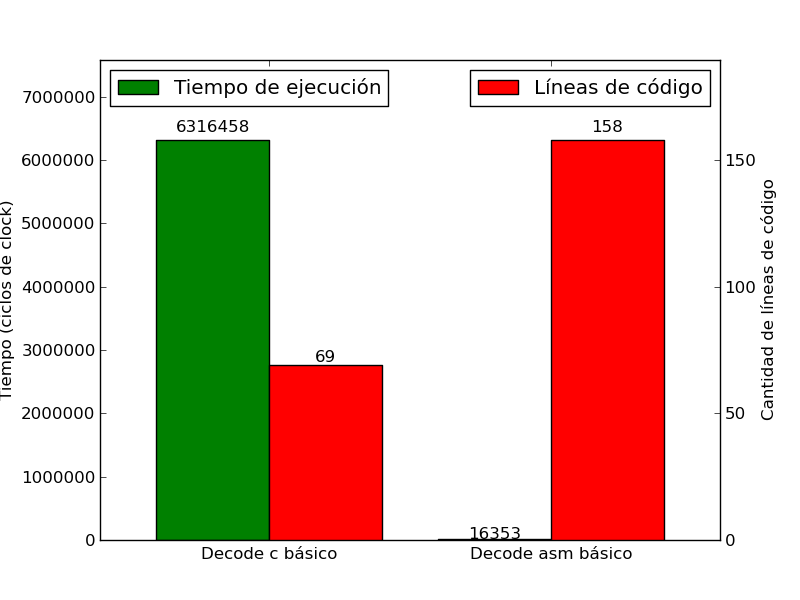 Tiempo de ejecución
Líneas de código
7000000
6000000
5000000
4000000
3000000
2000000
1000000
0
Tiempo (ciclos de clock)
6316458
69
16353
158
150
100
50
0
Cantidad de líneas de código
Decode c básico
Decode asm básico